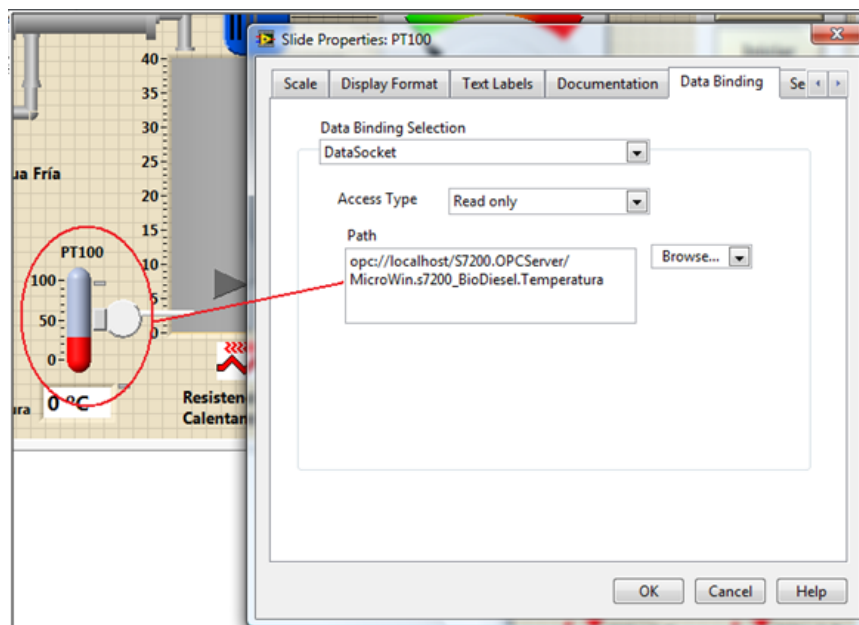 Slide Properties: PT100
Scale
Display Format
Text Labels
Documentation
Data Binding
Se
Data Binding Selection
DataSocket
Access Type
Read only
Path
opc://localhost/S7200.OPCServer/
MicroWin.s7200_BioDiesel.Temperatura
Browse...
OK
Cancel
Help
40
35
30
25
20
15
10
5
0
ua Fría
PT100
100
50
0
ura
0 ºC
Resisten
Calentan